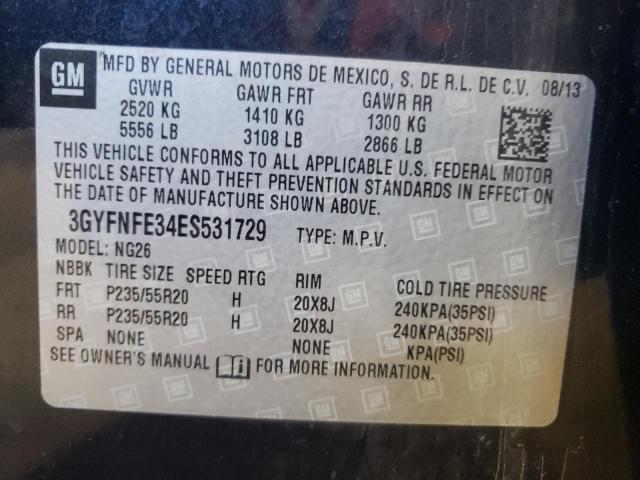 GM
MFD BY GENERAL MOTORS DE MEXICO, S. DE R.L. DE C.V. 08/13
GVWR GAWR FRT GAWR RR
2520 KG 1410 KG 1300 KG
5556 LB 3108 LB 2866 LB
THIS VEHICLE CONFORMS TO ALL APPLICABLE U.S. FEDERAL MOTOR
VEHICLE SAFETY AND THEFT PREVENTION STANDARDS IN EFFECT ON
THE DATE OF MANUFACTURE SHOWN ABOVE.
3GYFNFE34ES531729 TYPE: M.P.V.
MODEL: NG26
NBBK TIRE SIZE SPEED RTG RIM COLD TIRE PRESSURE
FRT P235/55R20 H 20X8J 240KPA(35PSI)
RR P235/55R20 H 20X8J 240KPA(35PSI)
SPA NONE NONE KPA(PSI)
SEE OWNER'S MANUAL FOR MORE INFORMATION.